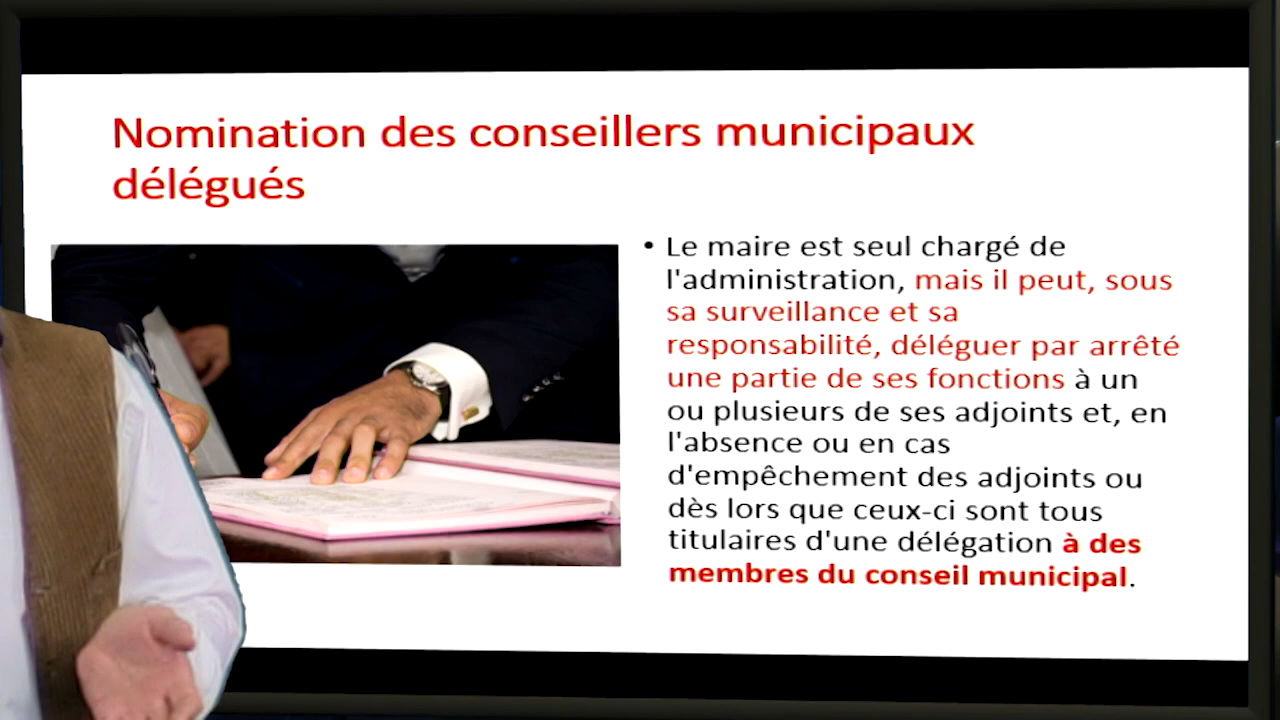 Nomination des conseillers municipaux
délégués
• Le maire est seul chargé de
l'administration, mais il peut, sous
sa surveillance et sa
responsabilité, déléguer par arrêté
une partie de ses fonctions à un
ou plusieurs de ses adjoints et, en
l'absence ou en cas
d'empêchement des adjoints ou
dès lors que ceux-ci sont tous
titulaires d'une délégation à des
membres du conseil municipal.